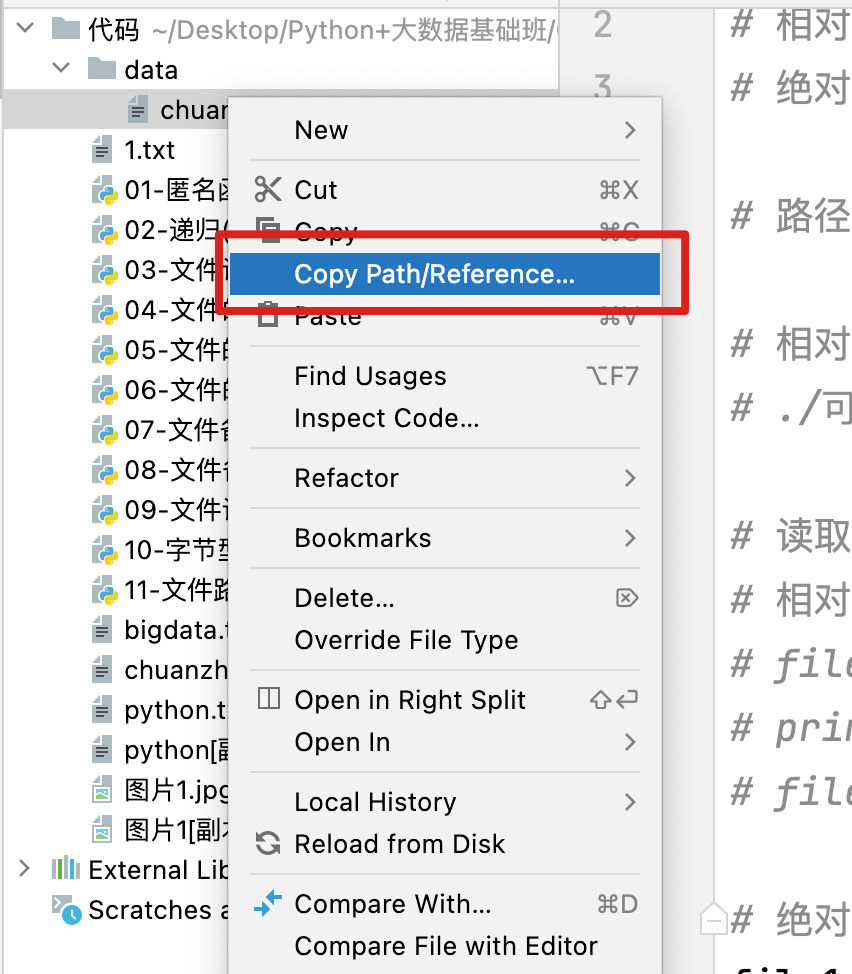 代码 ~/Desktop/Python+大数据基础班/
data
chuan
1.txt
01-匿名函
02-递归(
03-文件
04-文件的
05-文件的
06-文件的
07-文件备
08-文件备
09-文件
10-字节型
11-文件路
bigdata.t
chuanzh
python.t
python[副
图片1.jpg
图片1[副本
External Lib
Scratches a
New
Cut ⌘X
Copy ⌘C
Copy Path/Reference...
Paste ⌘V
Find Usages ⌥F7
Inspect Code...
Refactor
Bookmarks
Delete... ⌦
Override File Type
Open in Right Split ⇧↩
Open In
Local History
Reload from Disk
Compare With... ⌘D
Compare File with Editor
2 # 相对
3 # 绝对
# 路径
# 相对
# ./可
# 读取
# 相对
# file
# prin
# file
# 绝对
file1